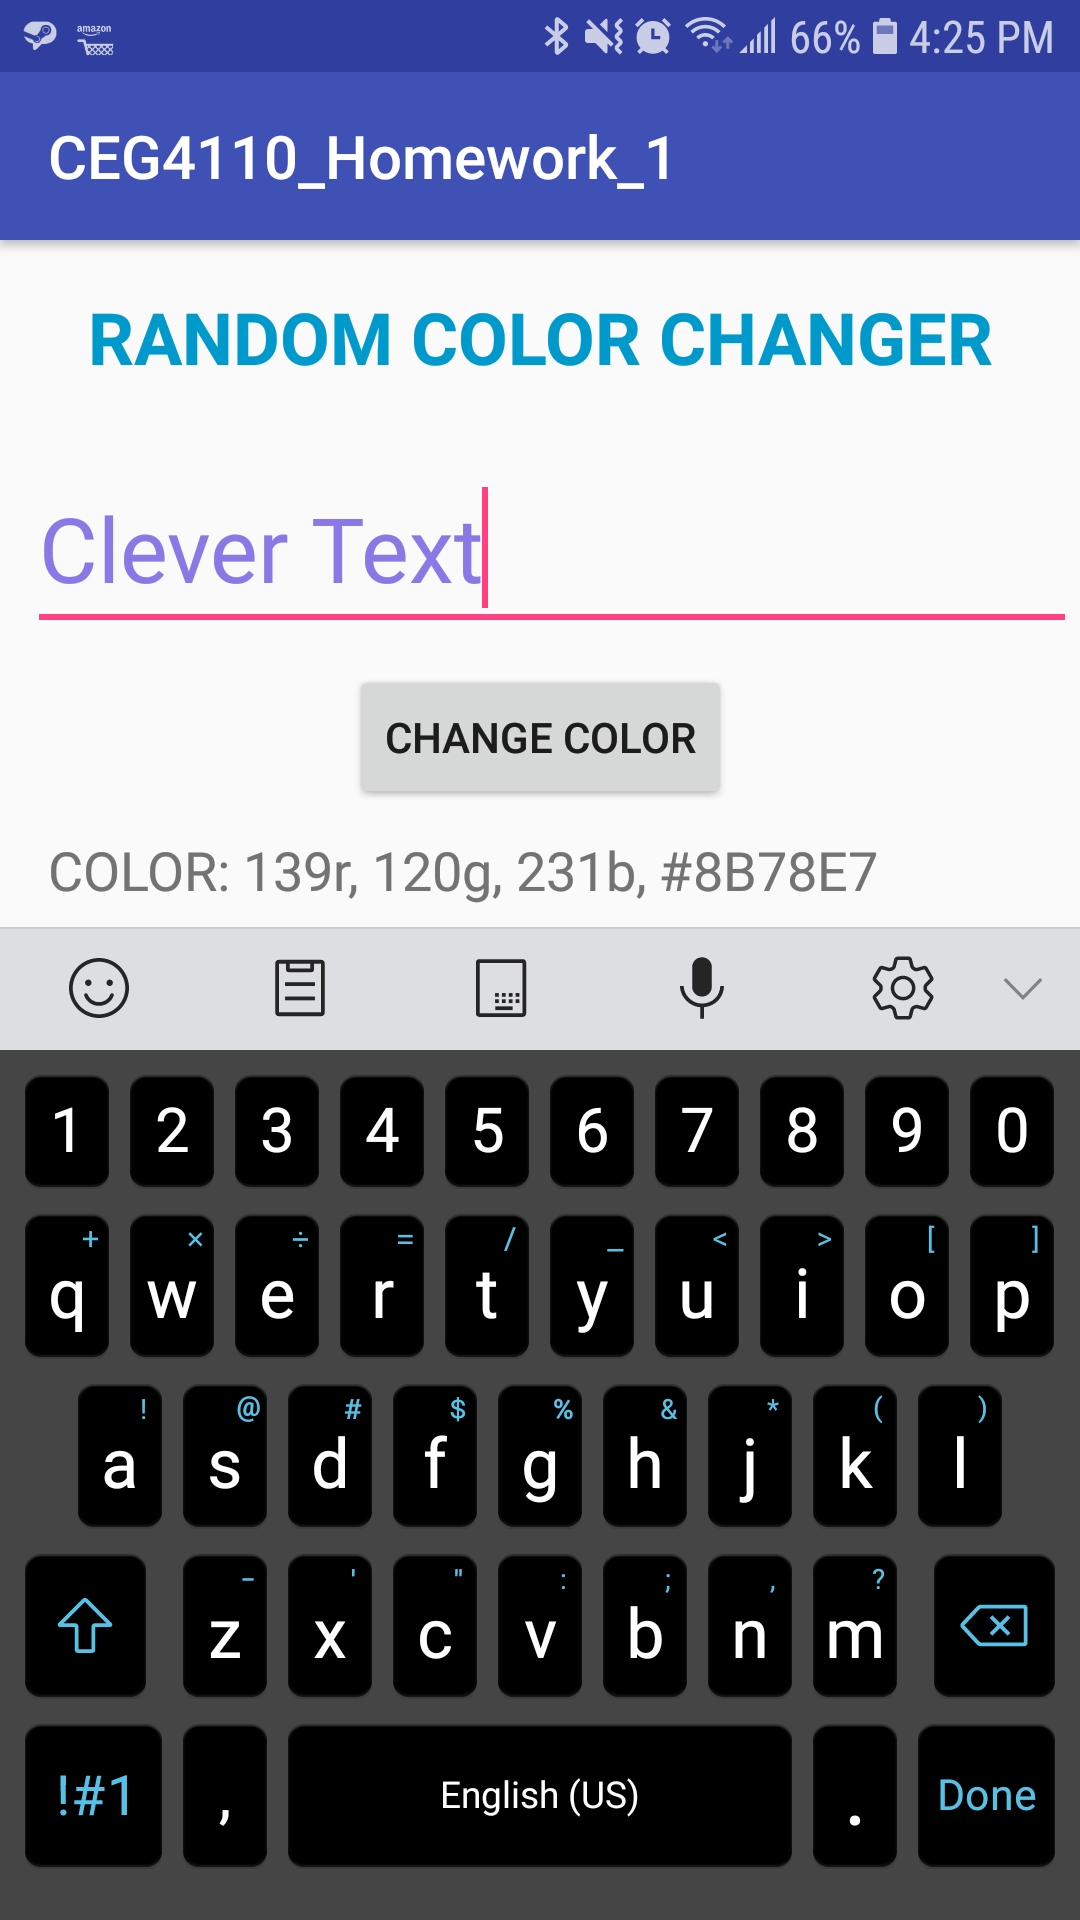 amazon
66% 4:25 PM
CEG4110_Homework_1
RANDOM COLOR CHANGER
Clever Text
CHANGE COLOR
COLOR: 139r, 120g, 231b, #8B78E7
1 2 3 4 5 6 7 8 9 0
+ × ÷ = / _ < > [ ]
q w e r t y u i o p
! @ # $ % & * ( )
a s d f g h j k l
- ' " : ; , ?
z x c v b n m
!#1 , English (US) . Done